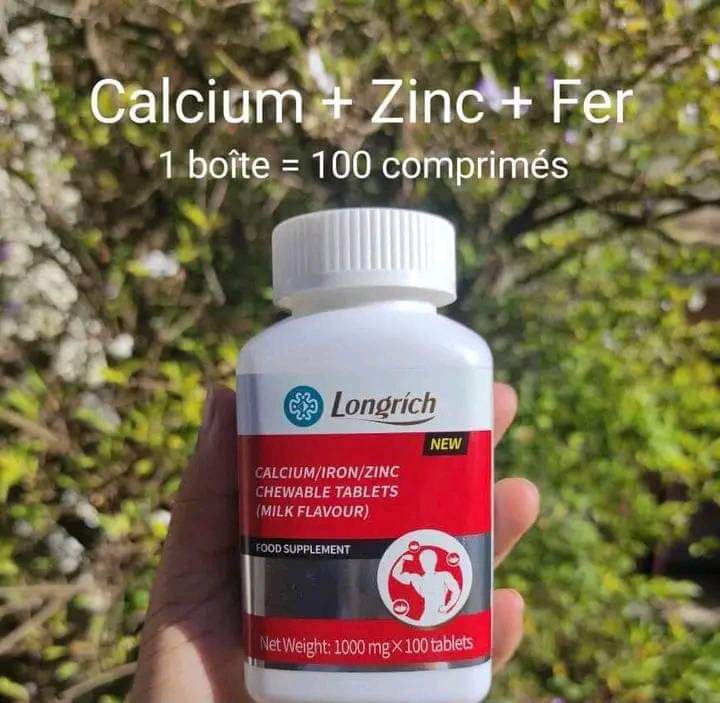 Calcium + Zinc + Fer
1 boîte = 100 comprimés
Longrich
NEW
CALCIUM/IRON/ZINC
CHEWABLE TABLETS
(MILK FLAVOUR)
FOOD SUPPLEMENT
Net Weight: 1000 mg×100 tablets